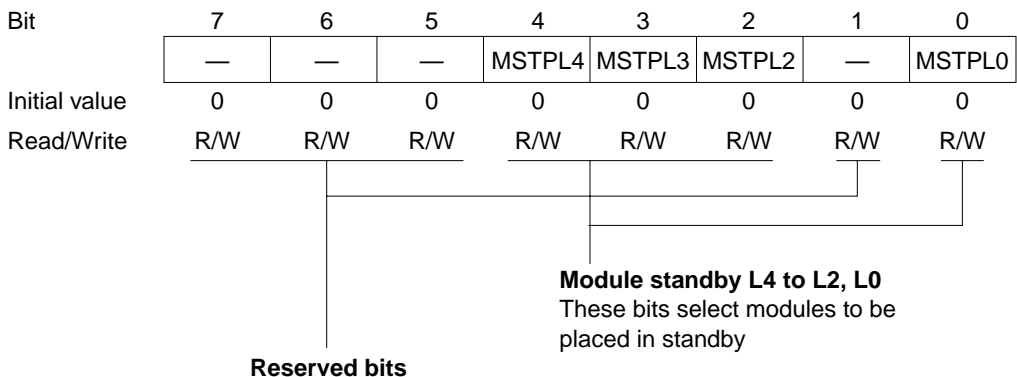 Bit 7 6 5 4 3 2 1 0
— — — MSTPL4 MSTPL3 MSTPL2 — MSTPL0
Initial value 0 0 0 0 0 0 0 0
Read/Write R/W R/W R/W R/W R/W R/W R/W R/W
Module standby L4 to L2, L0
These bits select modules to be
placed in standby
Reserved bits